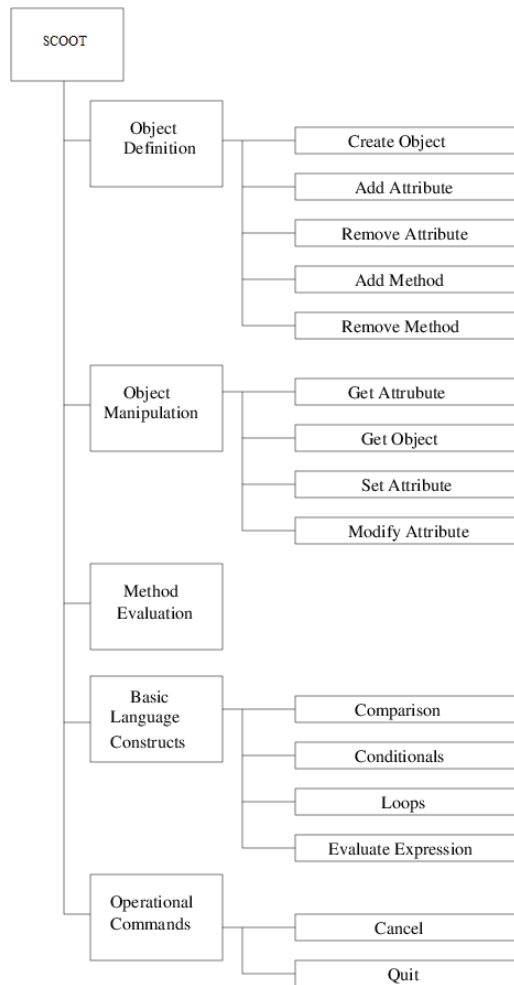 SCOOT
Object
Definition
Create Object
Add Attribute
Remove Attribute
Add Method
Remove Method
Object
Manipulation
Get Attrubute
Get Object
Set Attribute
Modify Attribute
Method
Evaluation
Basic
Language
Constructs
Comparison
Conditionals
Loops
Evaluate Expression
Operational
Commands
Cancel
Quit